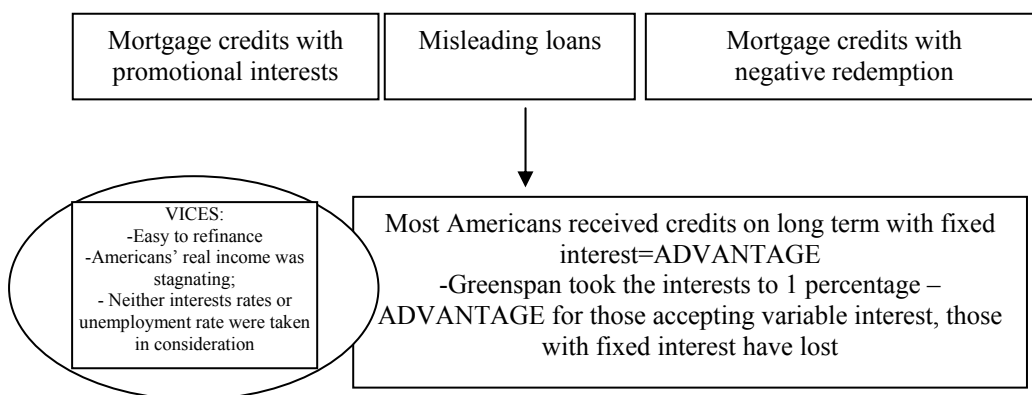 Mortgage credits with
promotional interests
Misleading loans
Mortgage credits with
negative redemption
VICES:
-Easy to refinance
-Americans' real income was
stagnating;
- Neither interests rates or
unemployment rate were taken
in consideration
Most Americans received credits on long term with fixed
interest=ADVANTAGE
-Greenspan took the interests to 1 percentage –
ADVANTAGE for those accepting variable interest, those
with fixed interest have lost